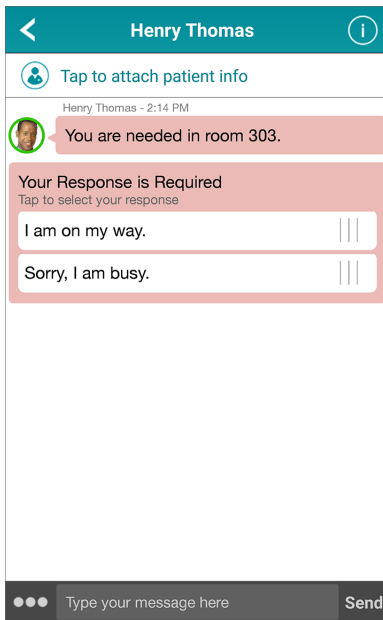 Henry Thomas
i
Tap to attach patient info
Henry Thomas - 2:14 PM
You are needed in room 303.
Your Response is Required
Tap to select your response
I am on my way.
Sorry, I am busy.
Type your message here
Send